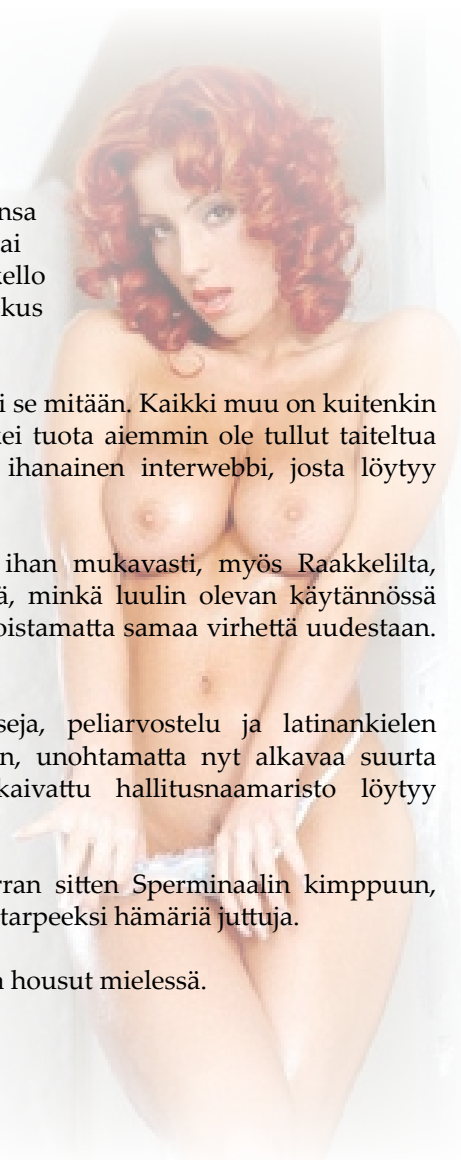 nsa
ai
ello
kus
i se mitään. Kaikki muu on kuitenkin
kei tuota aiemmin ole tullut taiteltua
ihanainen interwebbi, josta löytyy
ihan mukavasti, myös Raakkelilta,
ä, minkä luulin olevan käytännössä
oistamatta samaa virhettä uudestaan.
seja, peliarvostelu ja latinankielen
n, unohtamatta nyt alkavaa suurta
kaivattu hallitusnaamaristo löytyy
rran sitten Sperminaalin kimppuun,
tarpeeksi hämäriä juttuja.
housut mielessä.